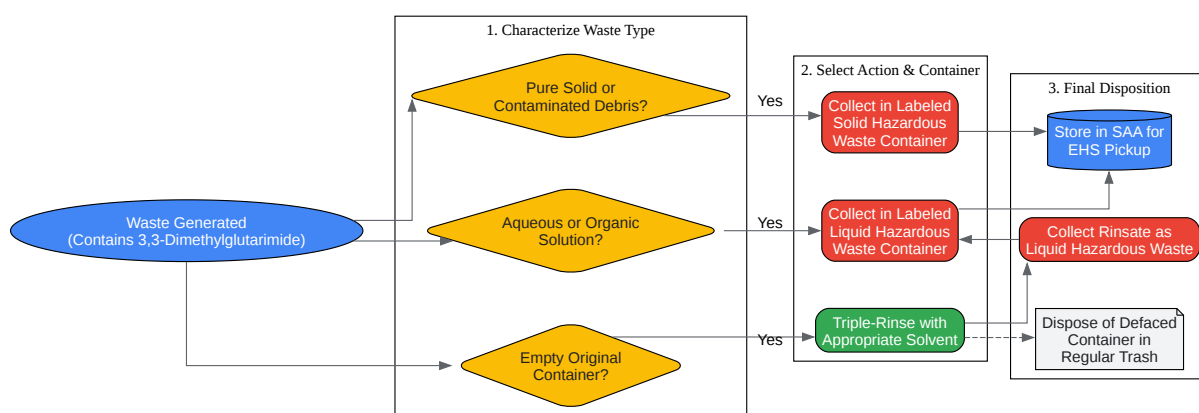 1. Characterize Waste Type
Pure Solid or
Contaminated Debris?
Yes
Aqueous or Organic
Solution?
Yes
Empty Original
Container?
Yes
Waste Generated
(Contains 3,3-Dimethylglutarimide)
2. Select Action & Container
Collect in Labeled
Solid Hazardous
Waste Container
Collect in Labeled
Liquid Hazardous
Waste Container
Triple-Rinse with
Appropriate Solvent
3. Final Disposition
Store in SAA for
EHS Pickup
Collect Rinsate as
Liquid Hazardous Waste
Dispose of Defaced
Container in
Regular Trash